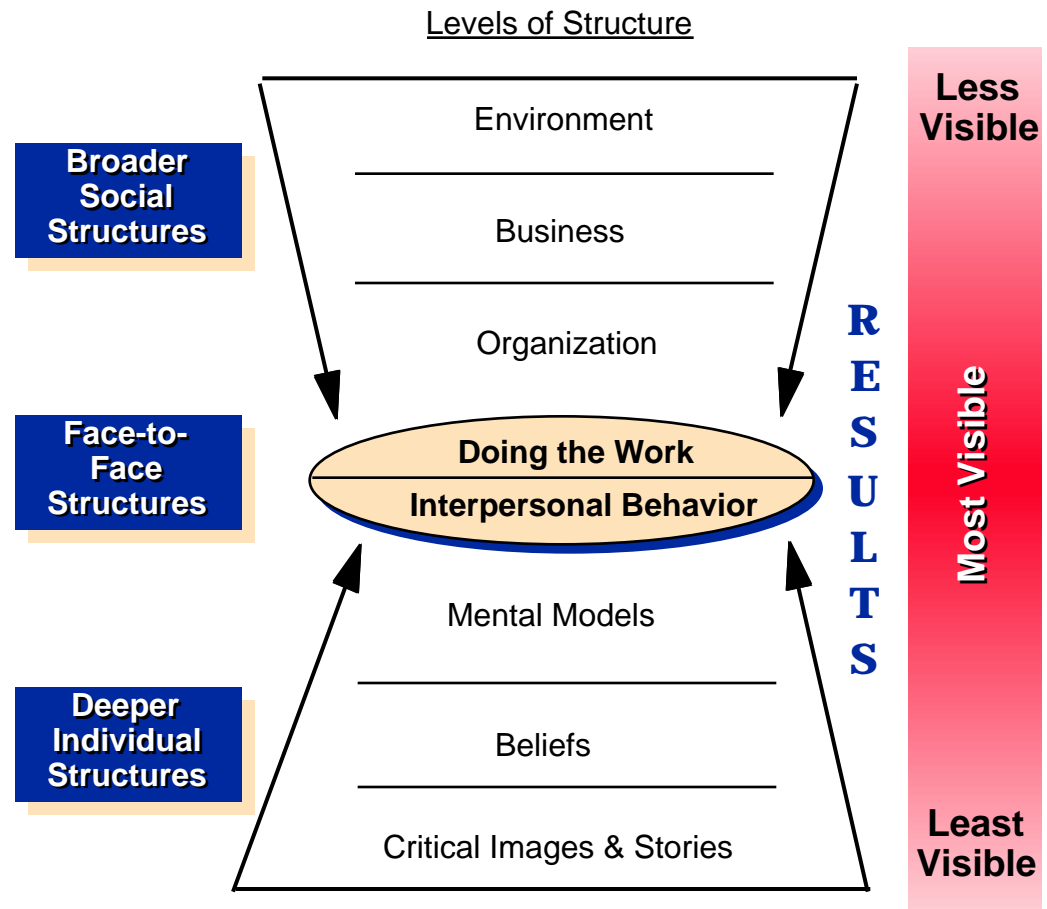 Levels of Structure
Less
Visible
Environment
Broader
Social
Structures
Business
Organization
RESULTS
Most Visible
Face-to-
Face
Structures
Doing the Work
Interpersonal Behavior
Mental Models
Deeper
Individual
Structures
Beliefs
Critical Images & Stories
Least
Visible